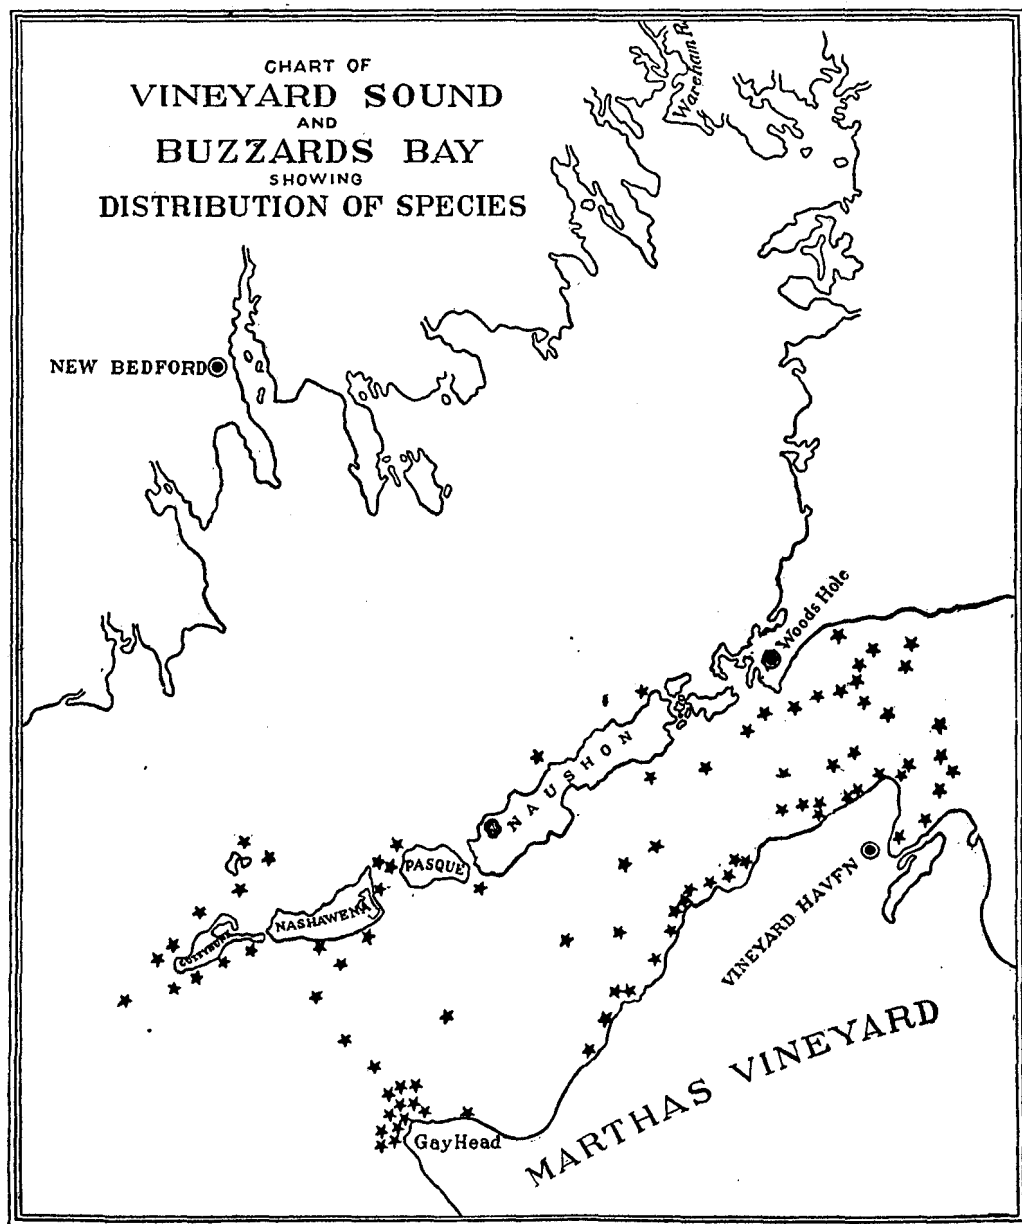 CHART OF
VINEYARD SOUND
AND
BUZZARDS BAY
SHOWING
DISTRIBUTION OF SPECIES
Wareham R
NEW BEDFORD
Woods Hole
NAUSHON
PASQUE
NASHAWENA
CUTTYHUNK
VINEYARD HAVEN
MARTHAS VINEYARD
Gay Head